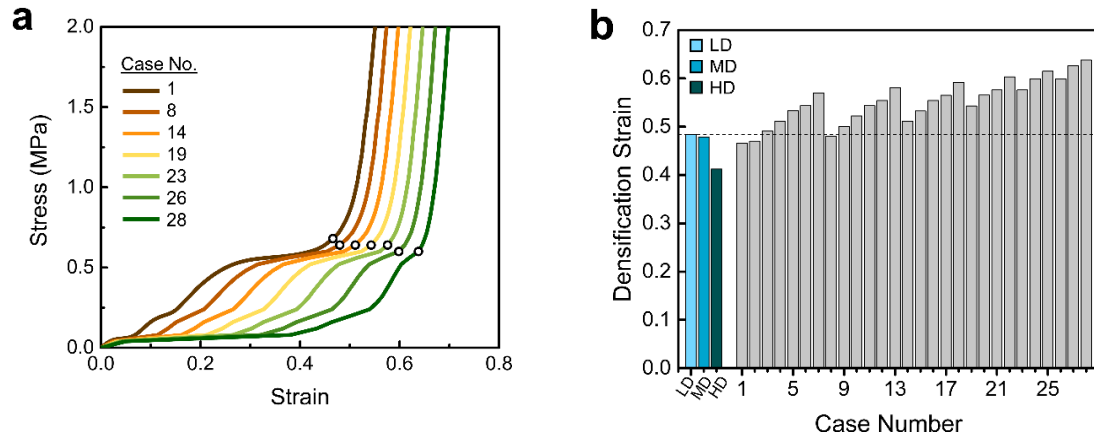 a
2.0
1.5
1.0
0.5
0.0
Stress (MPa)
Case No.
1
8
14
19
23
26
28
0.0 0.2 0.4 0.6 0.8
Strain
b
0.7
0.6
0.5
0.4
0.3
0.2
0.1
0.0
Densification Strain
LD
MD
HD
LD MD HD 1 5 9 13 17 21 25
Case Number